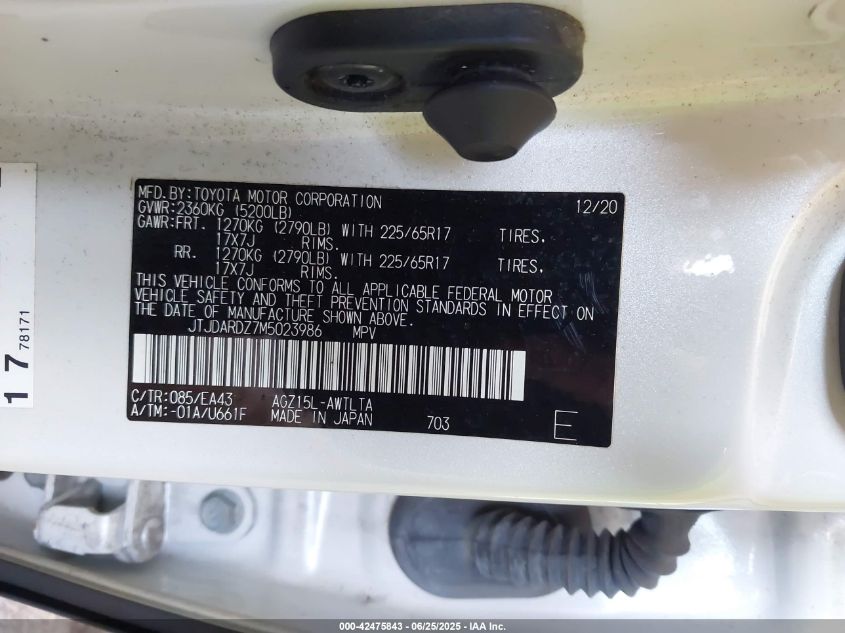 MFD.BY:TOYOTA MOTOR CORPORATION 12/20
GVWR:2360KG (5200LB)
GAWR:FRT. 1270KG (2790LB) WITH 225/65R17 TIRES,
17X7J RIMS.
RR. 1270KG (2790LB) WITH 225/65R17 TIRES,
17X7J RIMS.
THIS VEHICLE CONFORMS TO ALL APPLICABLE FEDERAL MOTOR
VEHICLE SAFETY AND THEFT PREVENTION STANDARDS IN EFFECT ON
THE DATE OF MANUFACTURE SHOWN ABOVE.
JTJDARDZ7M5023986 MPV
C/TR:085/EA43 AGZ15L-AWTLTA
A/TM:-01A/U661F MADE IN JAPAN 703 E
1 7 78171
000-42475843 - 06/25/2025 - IAA Inc.